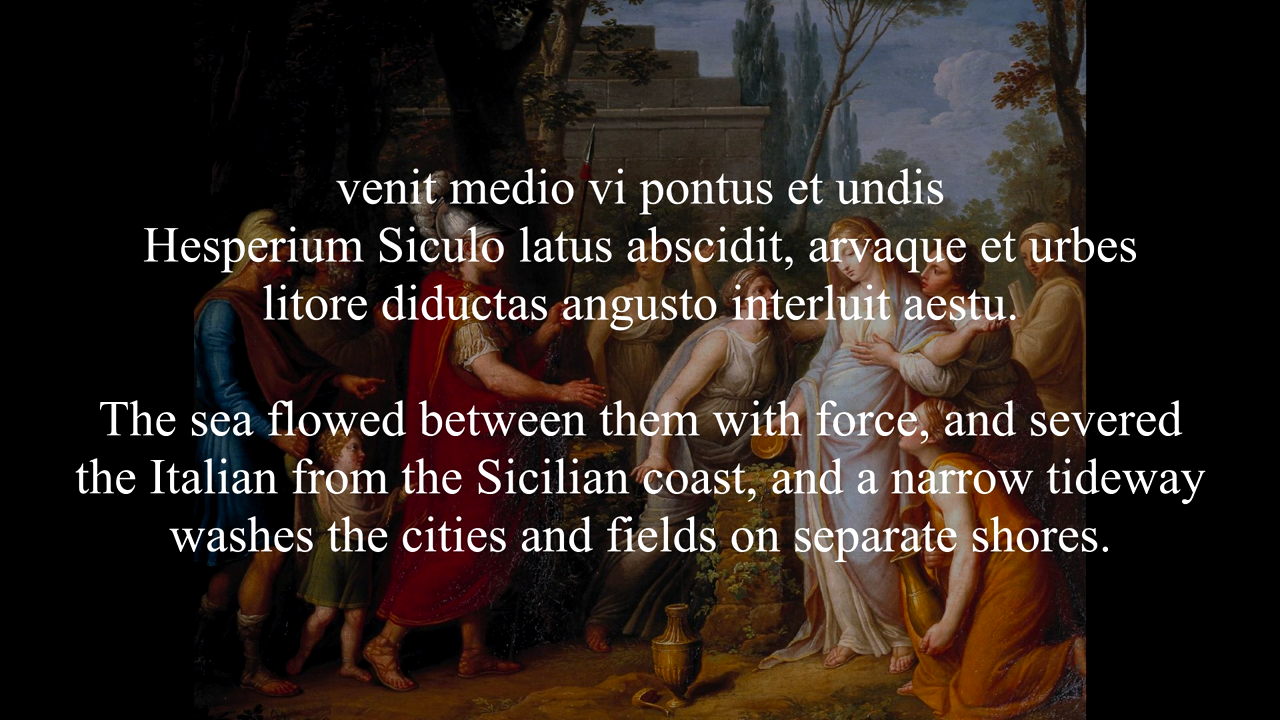 venit medio vi pontus et undis
Hesperium Siculo latus abscidit, arvaque et urbes
litore diductas angusto interluit aestu.
The sea flowed between them with force, and severed
the Italian from the Sicilian coast, and a narrow tideway
washes the cities and fields on separate shores.